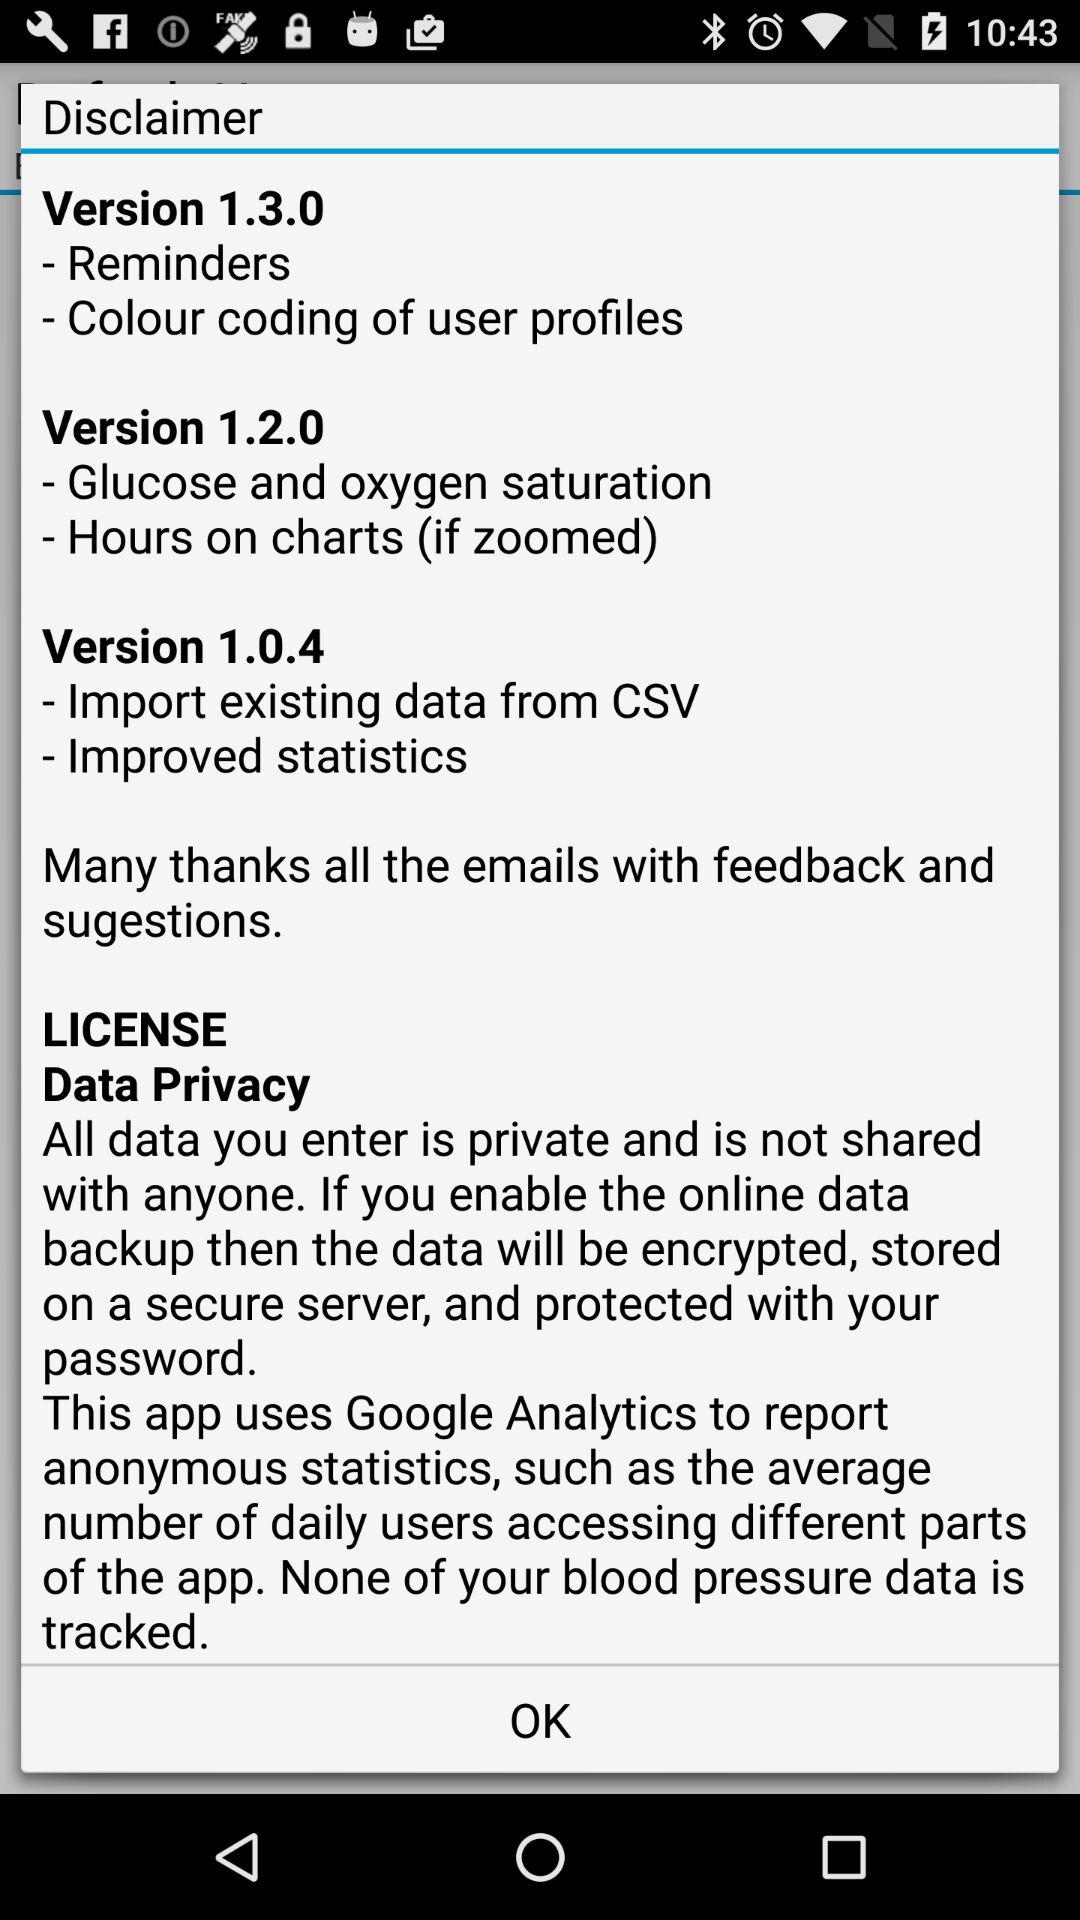 FAKE
10:43
Disclaimer
Version 1.3.0
- Reminders
- Colour coding of user profiles
Version 1.2.0
- Glucose and oxygen saturation
- Hours on charts (if zoomed)
Version 1.0.4
- Import existing data from CSV
- Improved statistics
Many thanks all the emails with feedback and
sugestions.
LICENSE
Data Privacy
All data you enter is private and is not shared
with anyone. If you enable the online data
backup then the data will be encrypted, stored
on a secure server, and protected with your
password.
This app uses Google Analytics to report
anonymous statistics, such as the average
number of daily users accessing different parts
of the app. None of your blood pressure data is
tracked.
OK